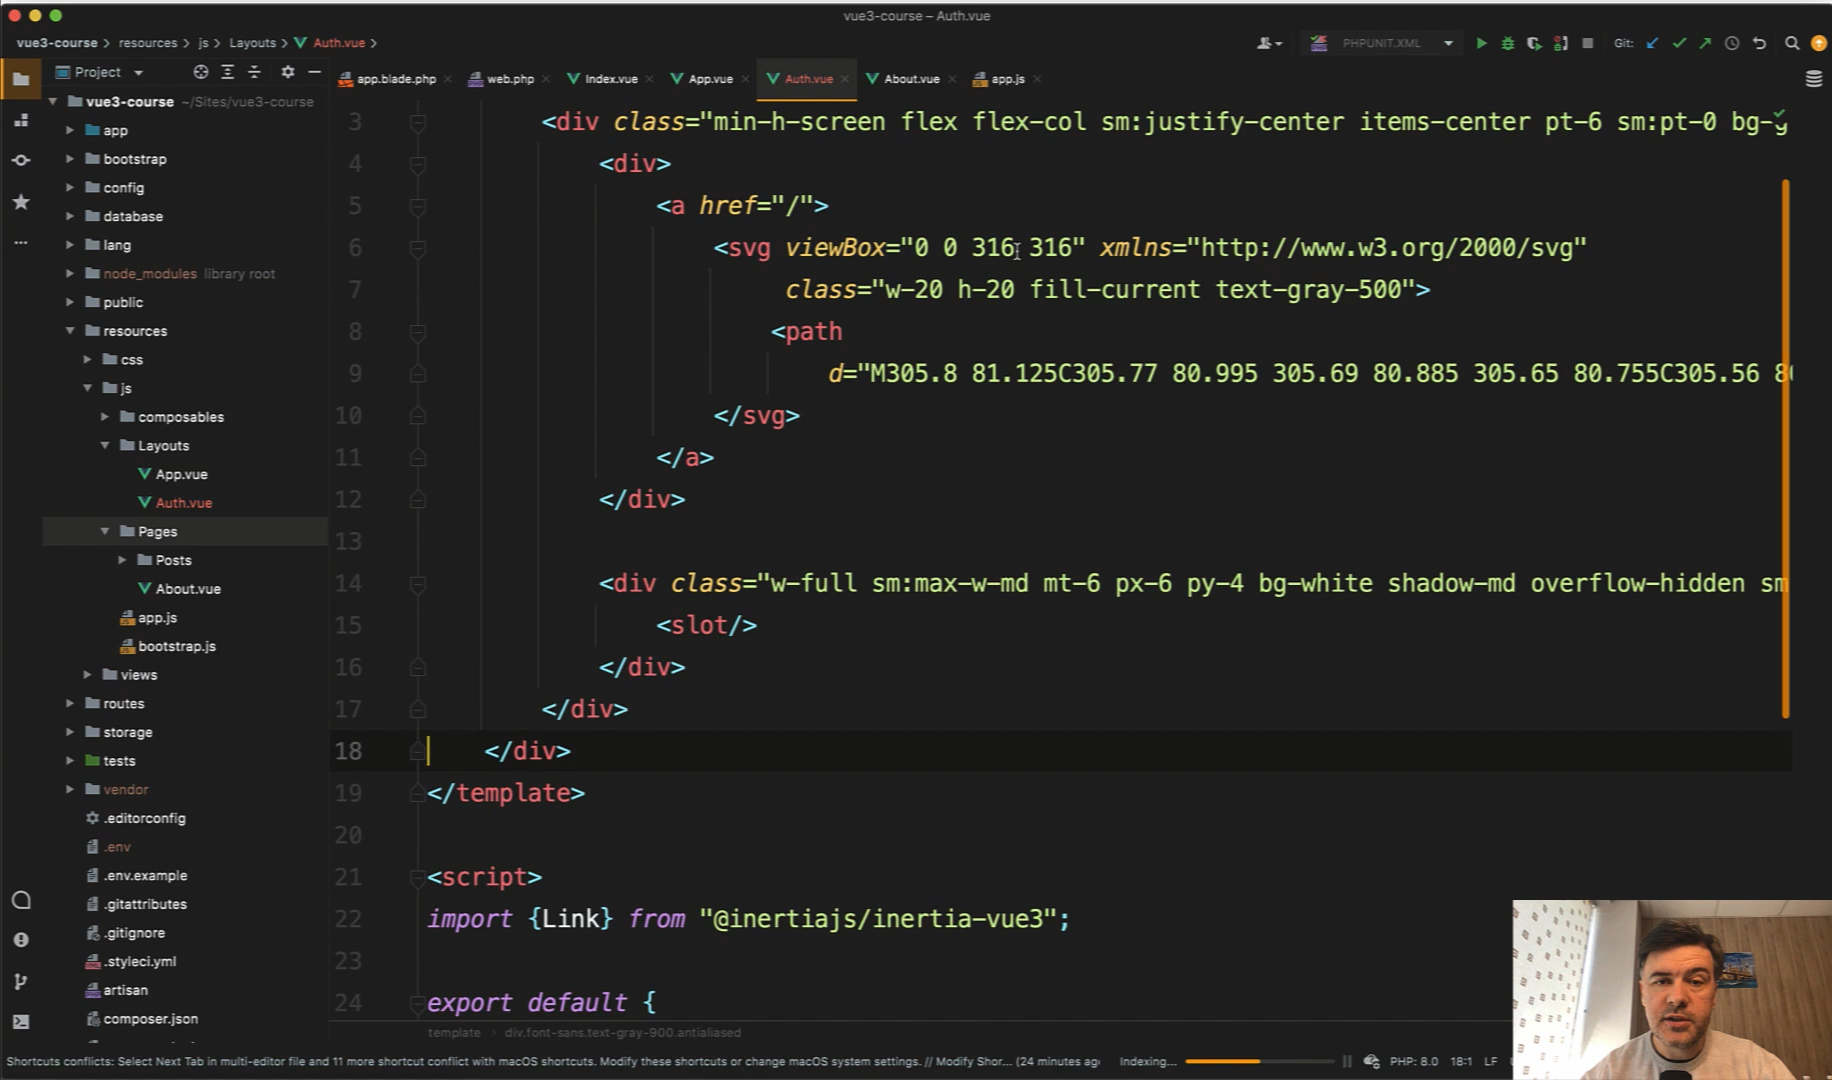 vue3-course – Auth.vue
vue3-course > resources > js > Layouts > Auth.vue >
PHPUNIT.XML
Git:
Project
app.blade.php
web.php
Index.vue
App.vue
Auth.vue
About.vue
app.js
vue3-course ~/Sites/vue3-course
app
bootstrap
config
database
lang
node_modules library root
public
resources
css
js
composables
Layouts
App.vue
Auth.vue
Pages
Posts
About.vue
app.js
bootstrap.js
views
routes
storage
tests
vendor
.editorconfig
.env
.env.example
.gitattributes
.gitignore
.styleci.yml
artisan
composer.json
3 <div class="min-h-screen flex flex-col sm:justify-center items-center pt-6 sm:pt-0 bg-g
4 <div>
5 <a href="/">
6 <svg viewBox="0 0 316 316" xmlns="http://www.w3.org/2000/svg"
7 class="w-20 h-20 fill-current text-gray-500">
8 <path
9 d="M305.8 81.125C305.77 80.995 305.69 80.885 305.65 80.755C305.56 8
10 </svg>
11 </a>
12 </div>
13
14 <div class="w-full sm:max-w-md mt-6 px-6 py-4 bg-white shadow-md overflow-hidden sm
15 <slot/>
16 </div>
17 </div>
18 </div>
19 </template>
20
21 <script>
22 import {Link} from "@inertiajs/inertia-vue3";
23
24 export default {
template > div.font-sans.text-gray-900.antialiased
Shortcuts conflicts: Select Next Tab in multi-editor file and 11 more shortcut conflict with macOS shortcuts. Modify these shortcuts or change macOS system settings. // Modify Shor... (24 minutes ago
Indexing...
PHP: 8.0 18:1 LF